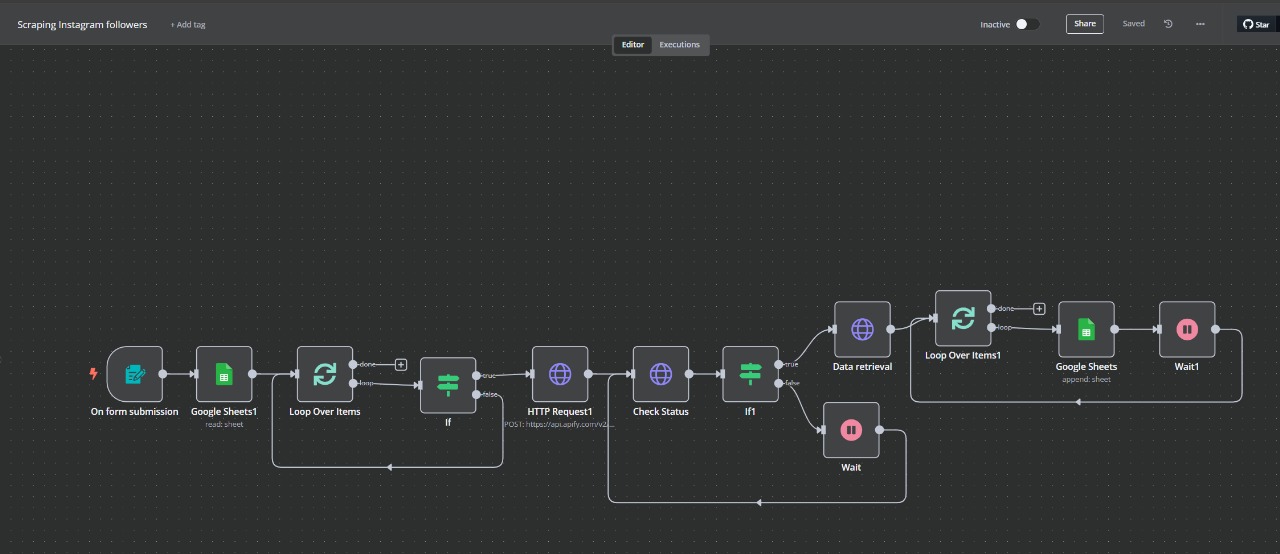 Scraping Instagram followers
+ Add tag
Inactive
Share
Saved
...
Star
Editor
Executions
On form submission
Google Sheets1
read: sheet
Loop Over Items
done
loop
If
true
false
HTTP Request1
POST: https://api.apify.com/v2/...
Check Status
If1
true
false
Wait
Data retrieval
Loop Over Items1
done
loop
Google Sheets
append: sheet
Wait1